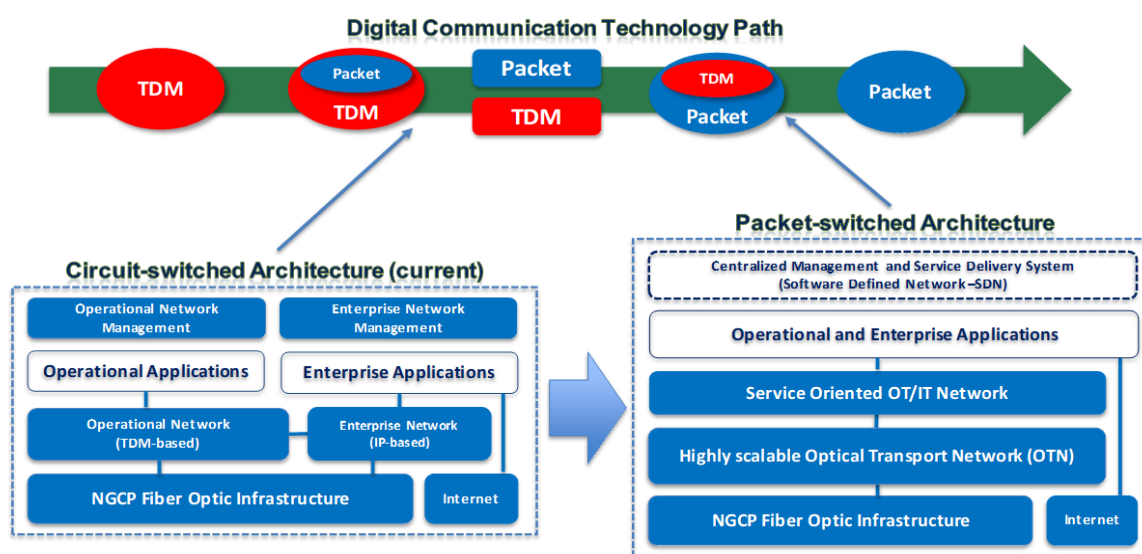 Digital Communication Technology Path
TDM
Packet
TDM
Packet
TDM
TDM
Packet
Packet
Circuit-switched Architecture (current)
Operational Network
Management
Enterprise Network
Management
Operational Applications
Enterprise Applications
Operational Network
(TDM-based)
Enterprise Network
(IP-based)
NGCP Fiber Optic Infrastructure
Internet
Packet-switched Architecture
Centralized Management and Service Delivery System
(Software Defined Network–SDN)
Operational and Enterprise Applications
Service Oriented OT/IT Network
Highly scalable Optical Transport Network (OTN)
NGCP Fiber Optic Infrastructure
Internet